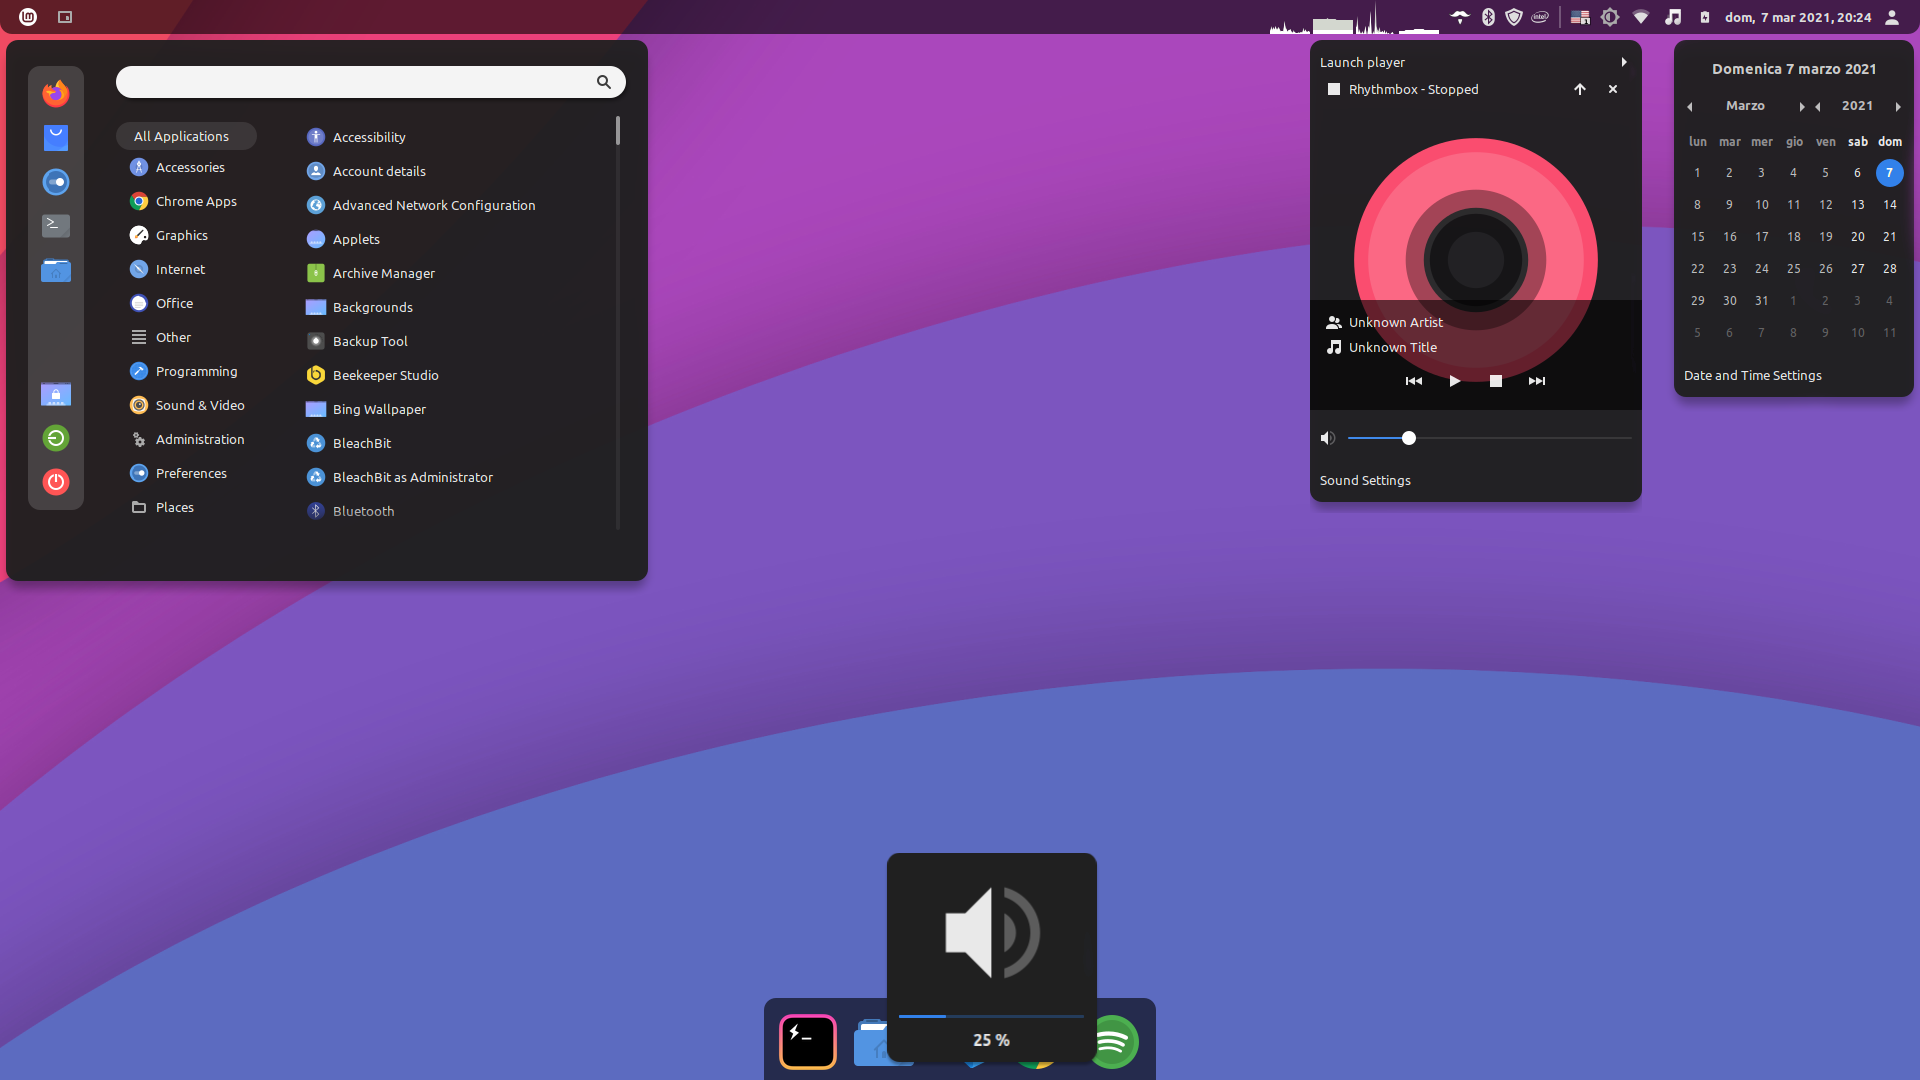 dom, 7 mar 2021, 20:24
All Applications
Accessories
Chrome Apps
Graphics
Internet
Office
Other
Programming
Sound & Video
Administration
Preferences
Places
Accessibility
Account details
Advanced Network Configuration
Applets
Archive Manager
Backgrounds
Backup Tool
Beekeeper Studio
Bing Wallpaper
BleachBit
BleachBit as Administrator
Bluetooth
Launch player
Rhythmbox - Stopped
Unknown Artist
Unknown Title
Sound Settings
Domenica 7 marzo 2021
Marzo 2021
lun mar mer gio ven sab dom
1 2 3 4 5 6 7
8 9 10 11 12 13 14
15 16 17 18 19 20 21
22 23 24 25 26 27 28
29 30 31 1 2 3 4
5 6 7 8 9 10 11
Date and Time Settings
25 %